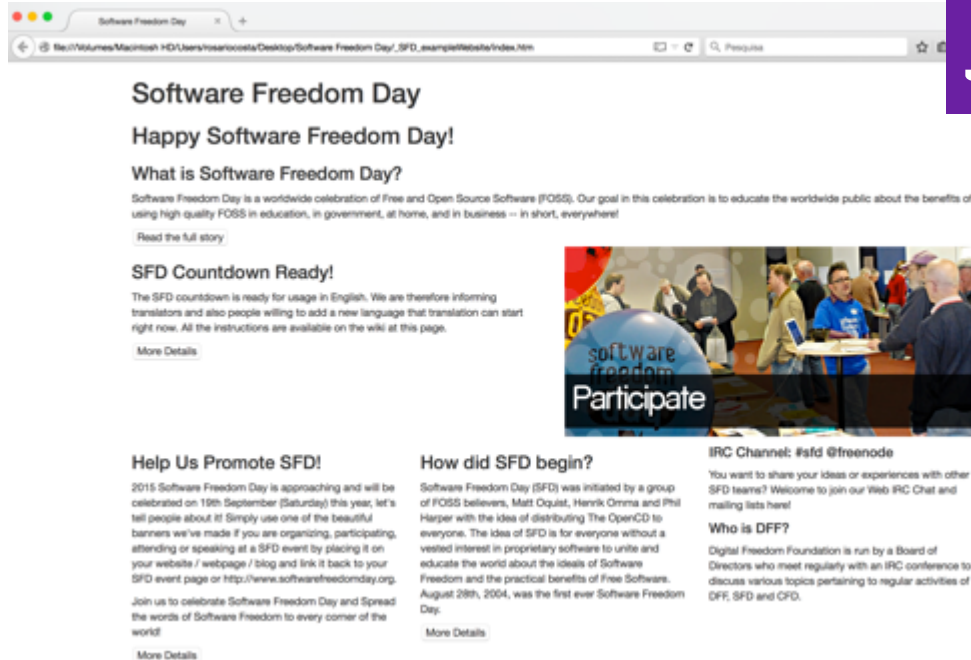 Software Freedom Day
file:///Volumes/Macintosh HD/Users/rosariocosta/Desktop/Software Freedom Day/_SFD_exampleWebsite/index.htm
Pesquisa
Software Freedom Day
Happy Software Freedom Day!
What is Software Freedom Day?
Software Freedom Day is a worldwide celebration of Free and Open Source Software (FOSS). Our goal in this celebration is to educate the worldwide public about the benefits of
using high quality FOSS in education, in government, at home, and in business -- in short, everywhere!
Read the full story
SFD Countdown Ready!
The SFD countdown is ready for usage in English. We are therefore informing
translators and also people willing to add a new language that translation can start
right now. All the instructions are available on the wiki at this page.
More Details
software
freedom
Participate
Help Us Promote SFD!
2015 Software Freedom Day is approaching and will be
celebrated on 19th September (Saturday) this year, let's
tell people about it! Simply use one of the beautiful
banners we've made if you are organizing, participating,
attending or speaking at a SFD event by placing it on
your website / webpage / blog and link it back to your
SFD event page or http://www.softwarefreedomday.org.
Join us to celebrate Software Freedom Day and Spread
the words of Software Freedom to every corner of the
world!
More Details
How did SFD begin?
Software Freedom Day (SFD) was initiated by a group
of FOSS believers, Matt Oquist, Henrik Omma and Phil
Harper with the idea of distributing The OpenCD to
everyone. The idea of SFD is for everyone without a
vested interest in proprietary software to unite and
educate the world about the ideals of Software
Freedom and the practical benefits of Free Software.
August 28th, 2004, was the first ever Software Freedom
Day.
More Details
IRC Channel: #sfd @freenode
You want to share your ideas or experiences with other
SFD teams? Welcome to join our Web IRC Chat and
mailing lists here!
Who is DFF?
Digital Freedom Foundation is run by a Board of
Directors who meet regularly with an IRC conference to
discuss various topics pertaining to regular activities of
DFF, SFD and CFD.